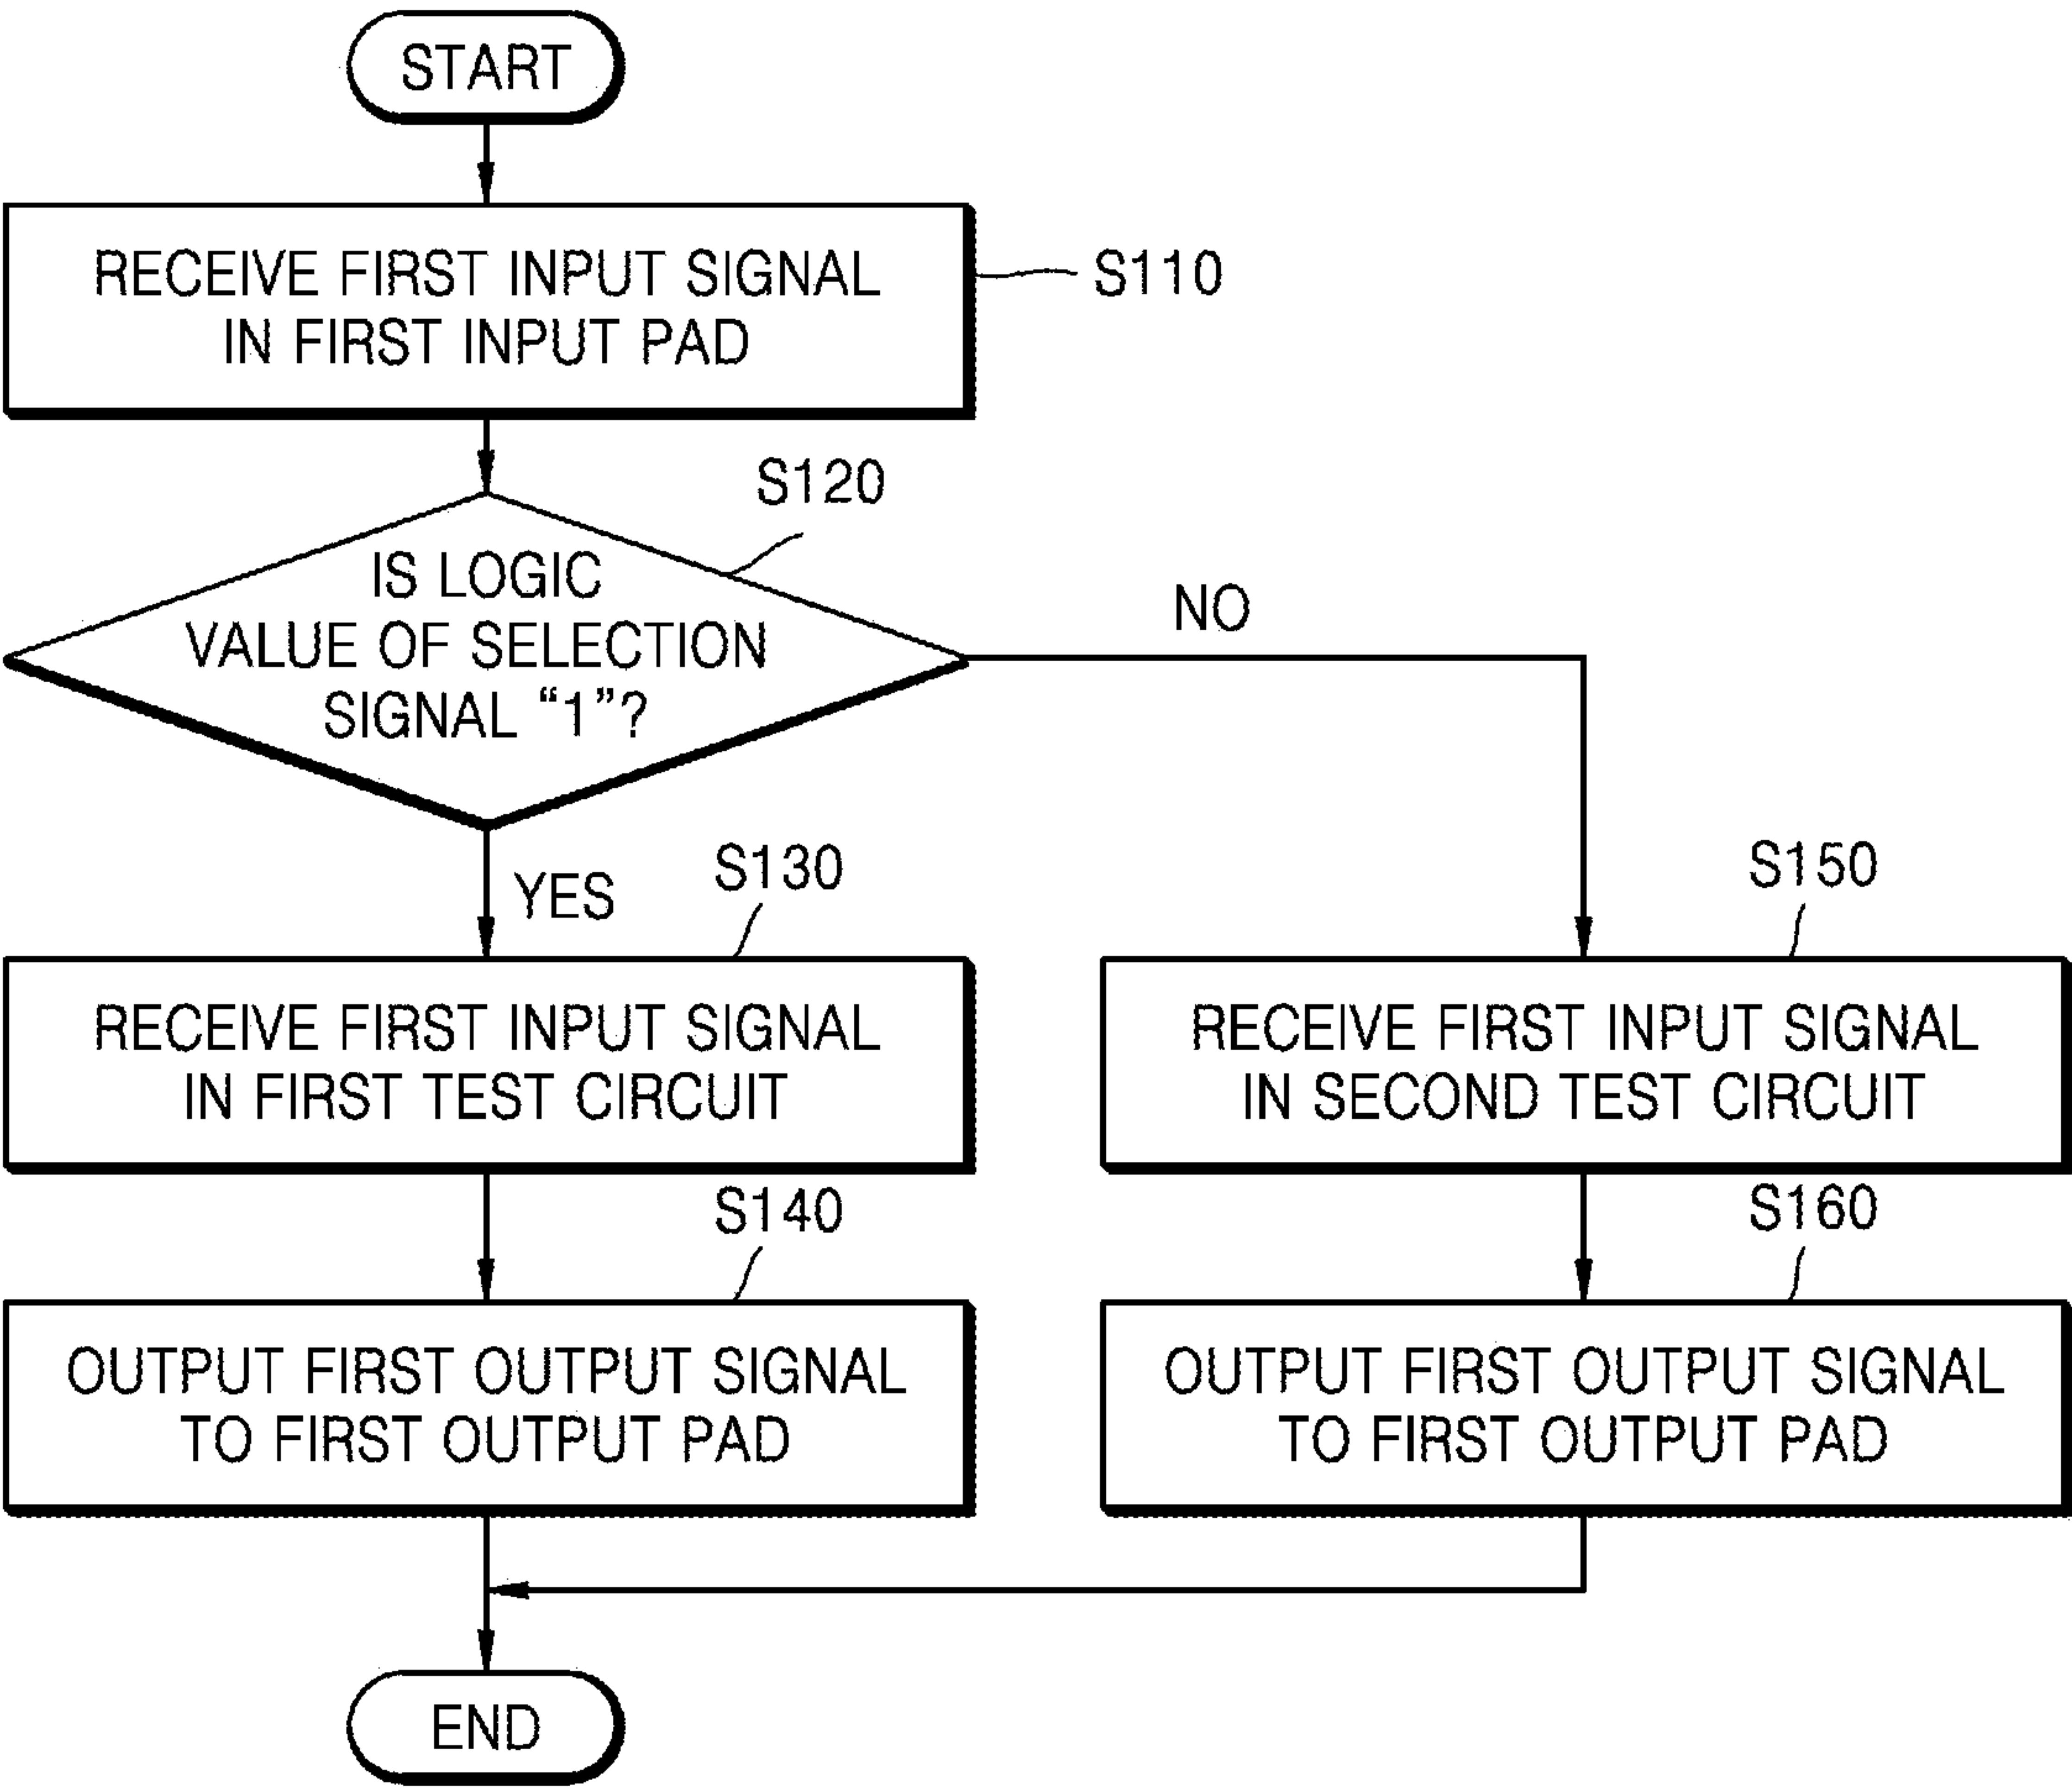 START
RECEIVE FIRST INPUT SIGNAL
IN FIRST INPUT PAD
S110
S120
IS LOGIC
VALUE OF SELECTION
SIGNAL “1”?
NO
YES
S130
RECEIVE FIRST INPUT SIGNAL
IN FIRST TEST CIRCUIT
S150
RECEIVE FIRST INPUT SIGNAL
IN SECOND TEST CIRCUIT
S140
OUTPUT FIRST OUTPUT SIGNAL
TO FIRST OUTPUT PAD
S160
OUTPUT FIRST OUTPUT SIGNAL
TO FIRST OUTPUT PAD
END